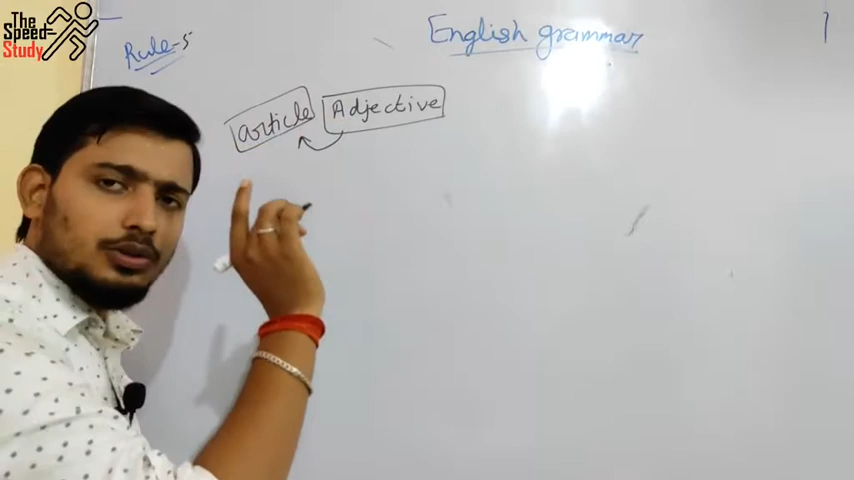 The
Speed
Study
Rule-5
English grammar
article Adjective